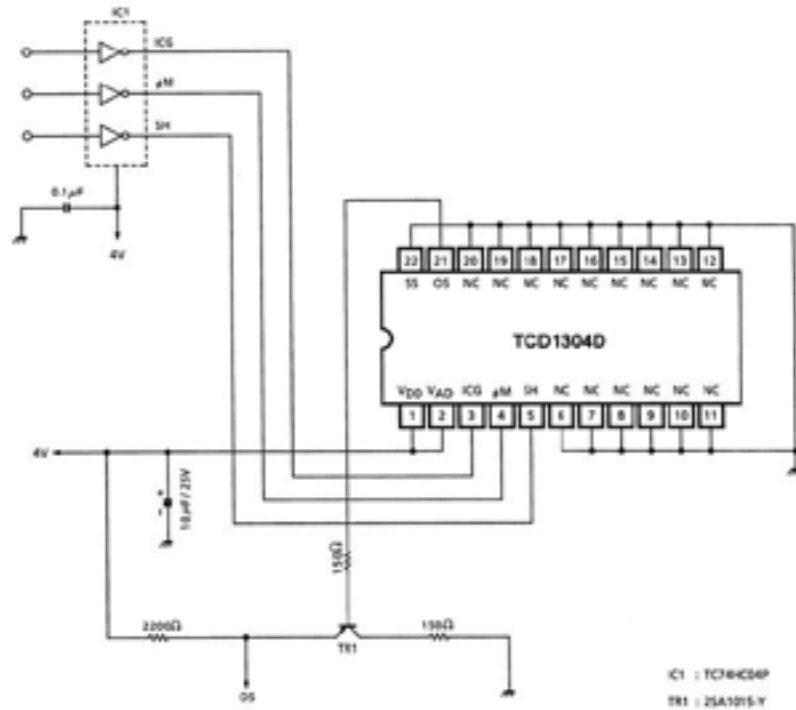 IC1
ICG
φM
SH
0.1μF
4V
22 21 20 19 18 17 16 15 14 13 12
SS OS NC NC NC NC NC NC NC NC NC
TCD1304D
VDD VAD ICG φM SH NC NC NC NC NC NC
1 2 3 4 5 6 7 8 9 10 11
4V
+
-
10μF / 25V
150Ω
2200Ω
150Ω
TR1
OS
IC1 : TC74HC04P
TR1 : 2SA1015-Y